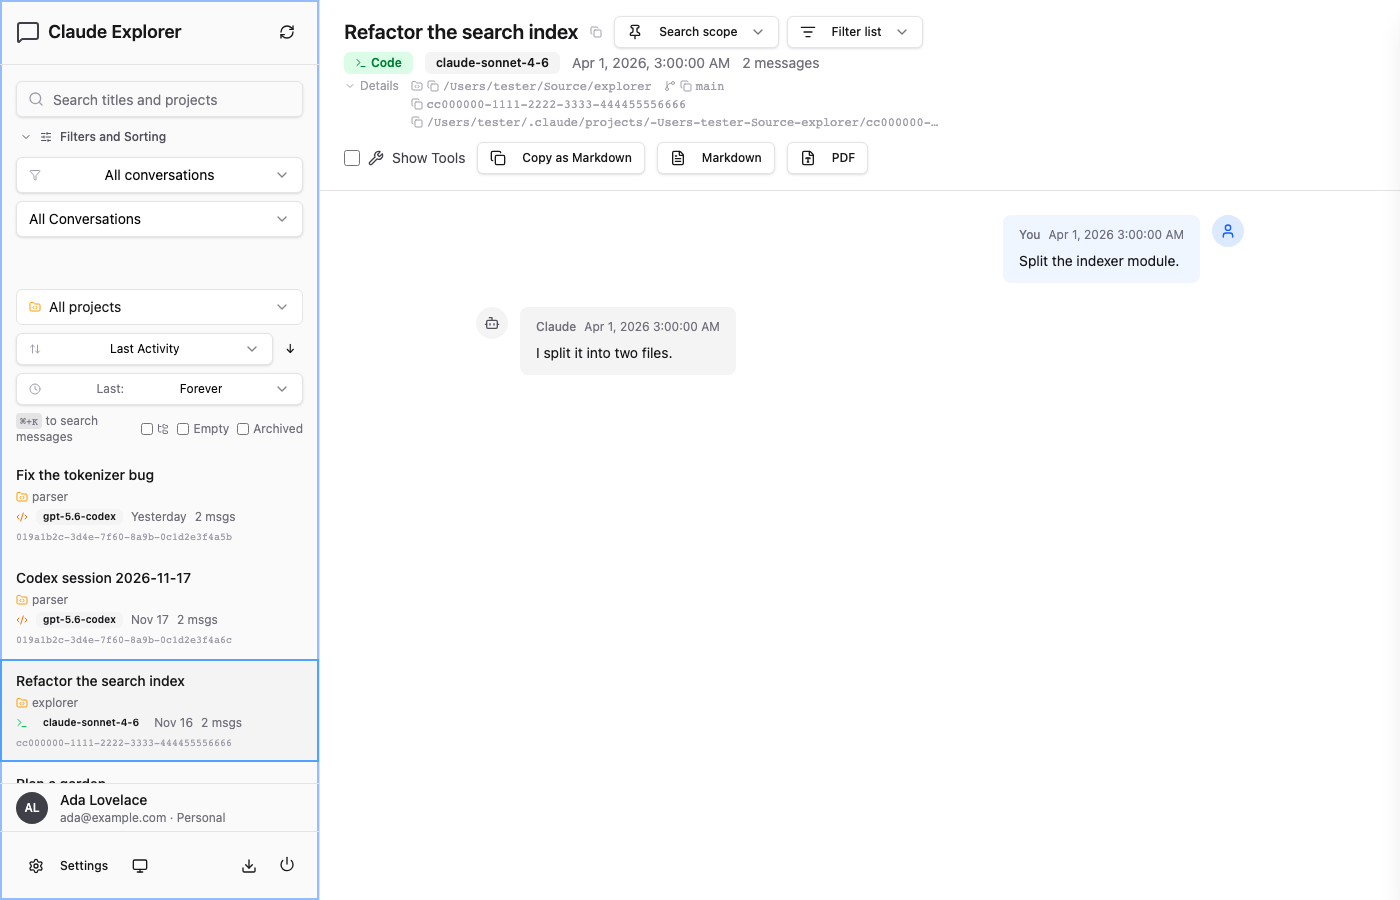 Claude Explorer
Search titles and projects
Filters and Sorting
All conversations
All Conversations
All projects
Last Activity
Last: Forever
⌘+K to search messages
Empty
Archived
Fix the tokenizer bug
parser
gpt-5.6-codex Yesterday 2 msgs
019a1b2c-3d4e-7f60-8a9b-0c1d2e3f4a5b
Codex session 2026-11-17
parser
gpt-5.6-codex Nov 17 2 msgs
019a1b2c-3d4e-7f60-8a9b-0c1d2e3f4a6c
Refactor the search index
explorer
claude-sonnet-4-6 Nov 16 2 msgs
cc000000-1111-2222-3333-444455556666
Plan a garden
AL
Ada Lovelace
ada@example.com · Personal
Settings
Refactor the search index
Search scope
Filter list
Code claude-sonnet-4-6 Apr 1, 2026, 3:00:00 AM 2 messages
Details /Users/tester/Source/explorer main
cc000000-1111-2222-3333-444455556666
/Users/tester/.claude/projects/-Users-tester-Source-explorer/cc000000-…
Show Tools
Copy as Markdown
Markdown
PDF
You Apr 1, 2026 3:00:00 AM
Split the indexer module.
Claude Apr 1, 2026 3:00:00 AM
I split it into two files.